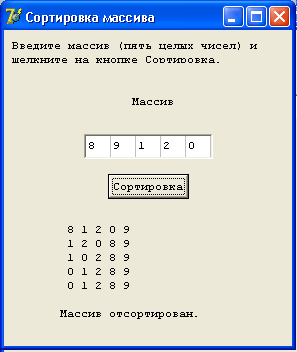 Сортировка массива
Введите массив (пять целых чисел) и
щелкните на кнопке Сортировка.
Массив
8 9 1 2 0
Сортировка
8 1 2 0 9
1 2 0 8 9
1 0 2 8 9
0 1 2 8 9
0 1 2 8 9
Массив отсортирован.